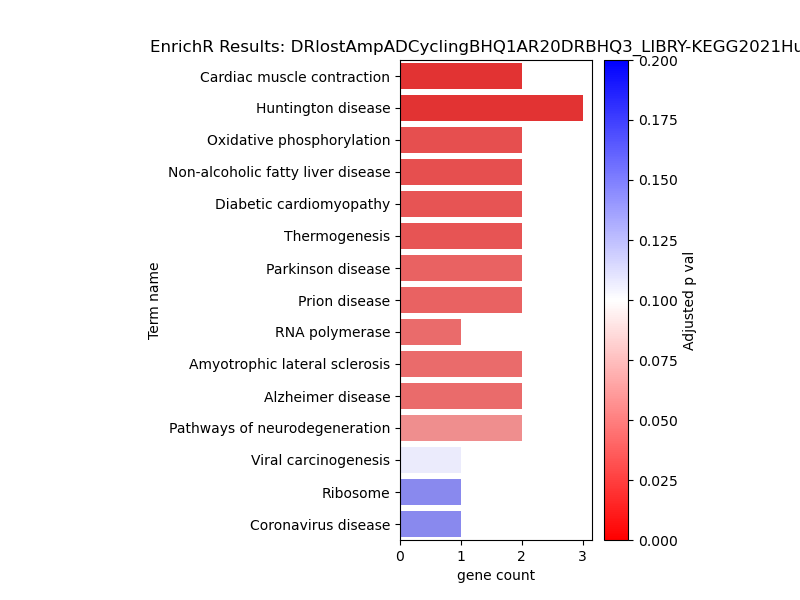 EnrichR Results: DRlostAmpADCyclingBHQ1AR20DRBHQ3_LIBRY-KEGG2021Hu
Cardiac muscle contraction
Huntington disease
Oxidative phosphorylation
Non-alcoholic fatty liver disease
Diabetic cardiomyopathy
Thermogenesis
Parkinson disease
Prion disease
RNA polymerase
Amyotrophic lateral sclerosis
Alzheimer disease
Pathways of neurodegeneration
Viral carcinogenesis
Ribosome
Coronavirus disease
Term name
0 1 2 3
gene count
0.200
0.175
0.150
0.125
0.100
0.075
0.050
0.025
0.000
Adjusted p val